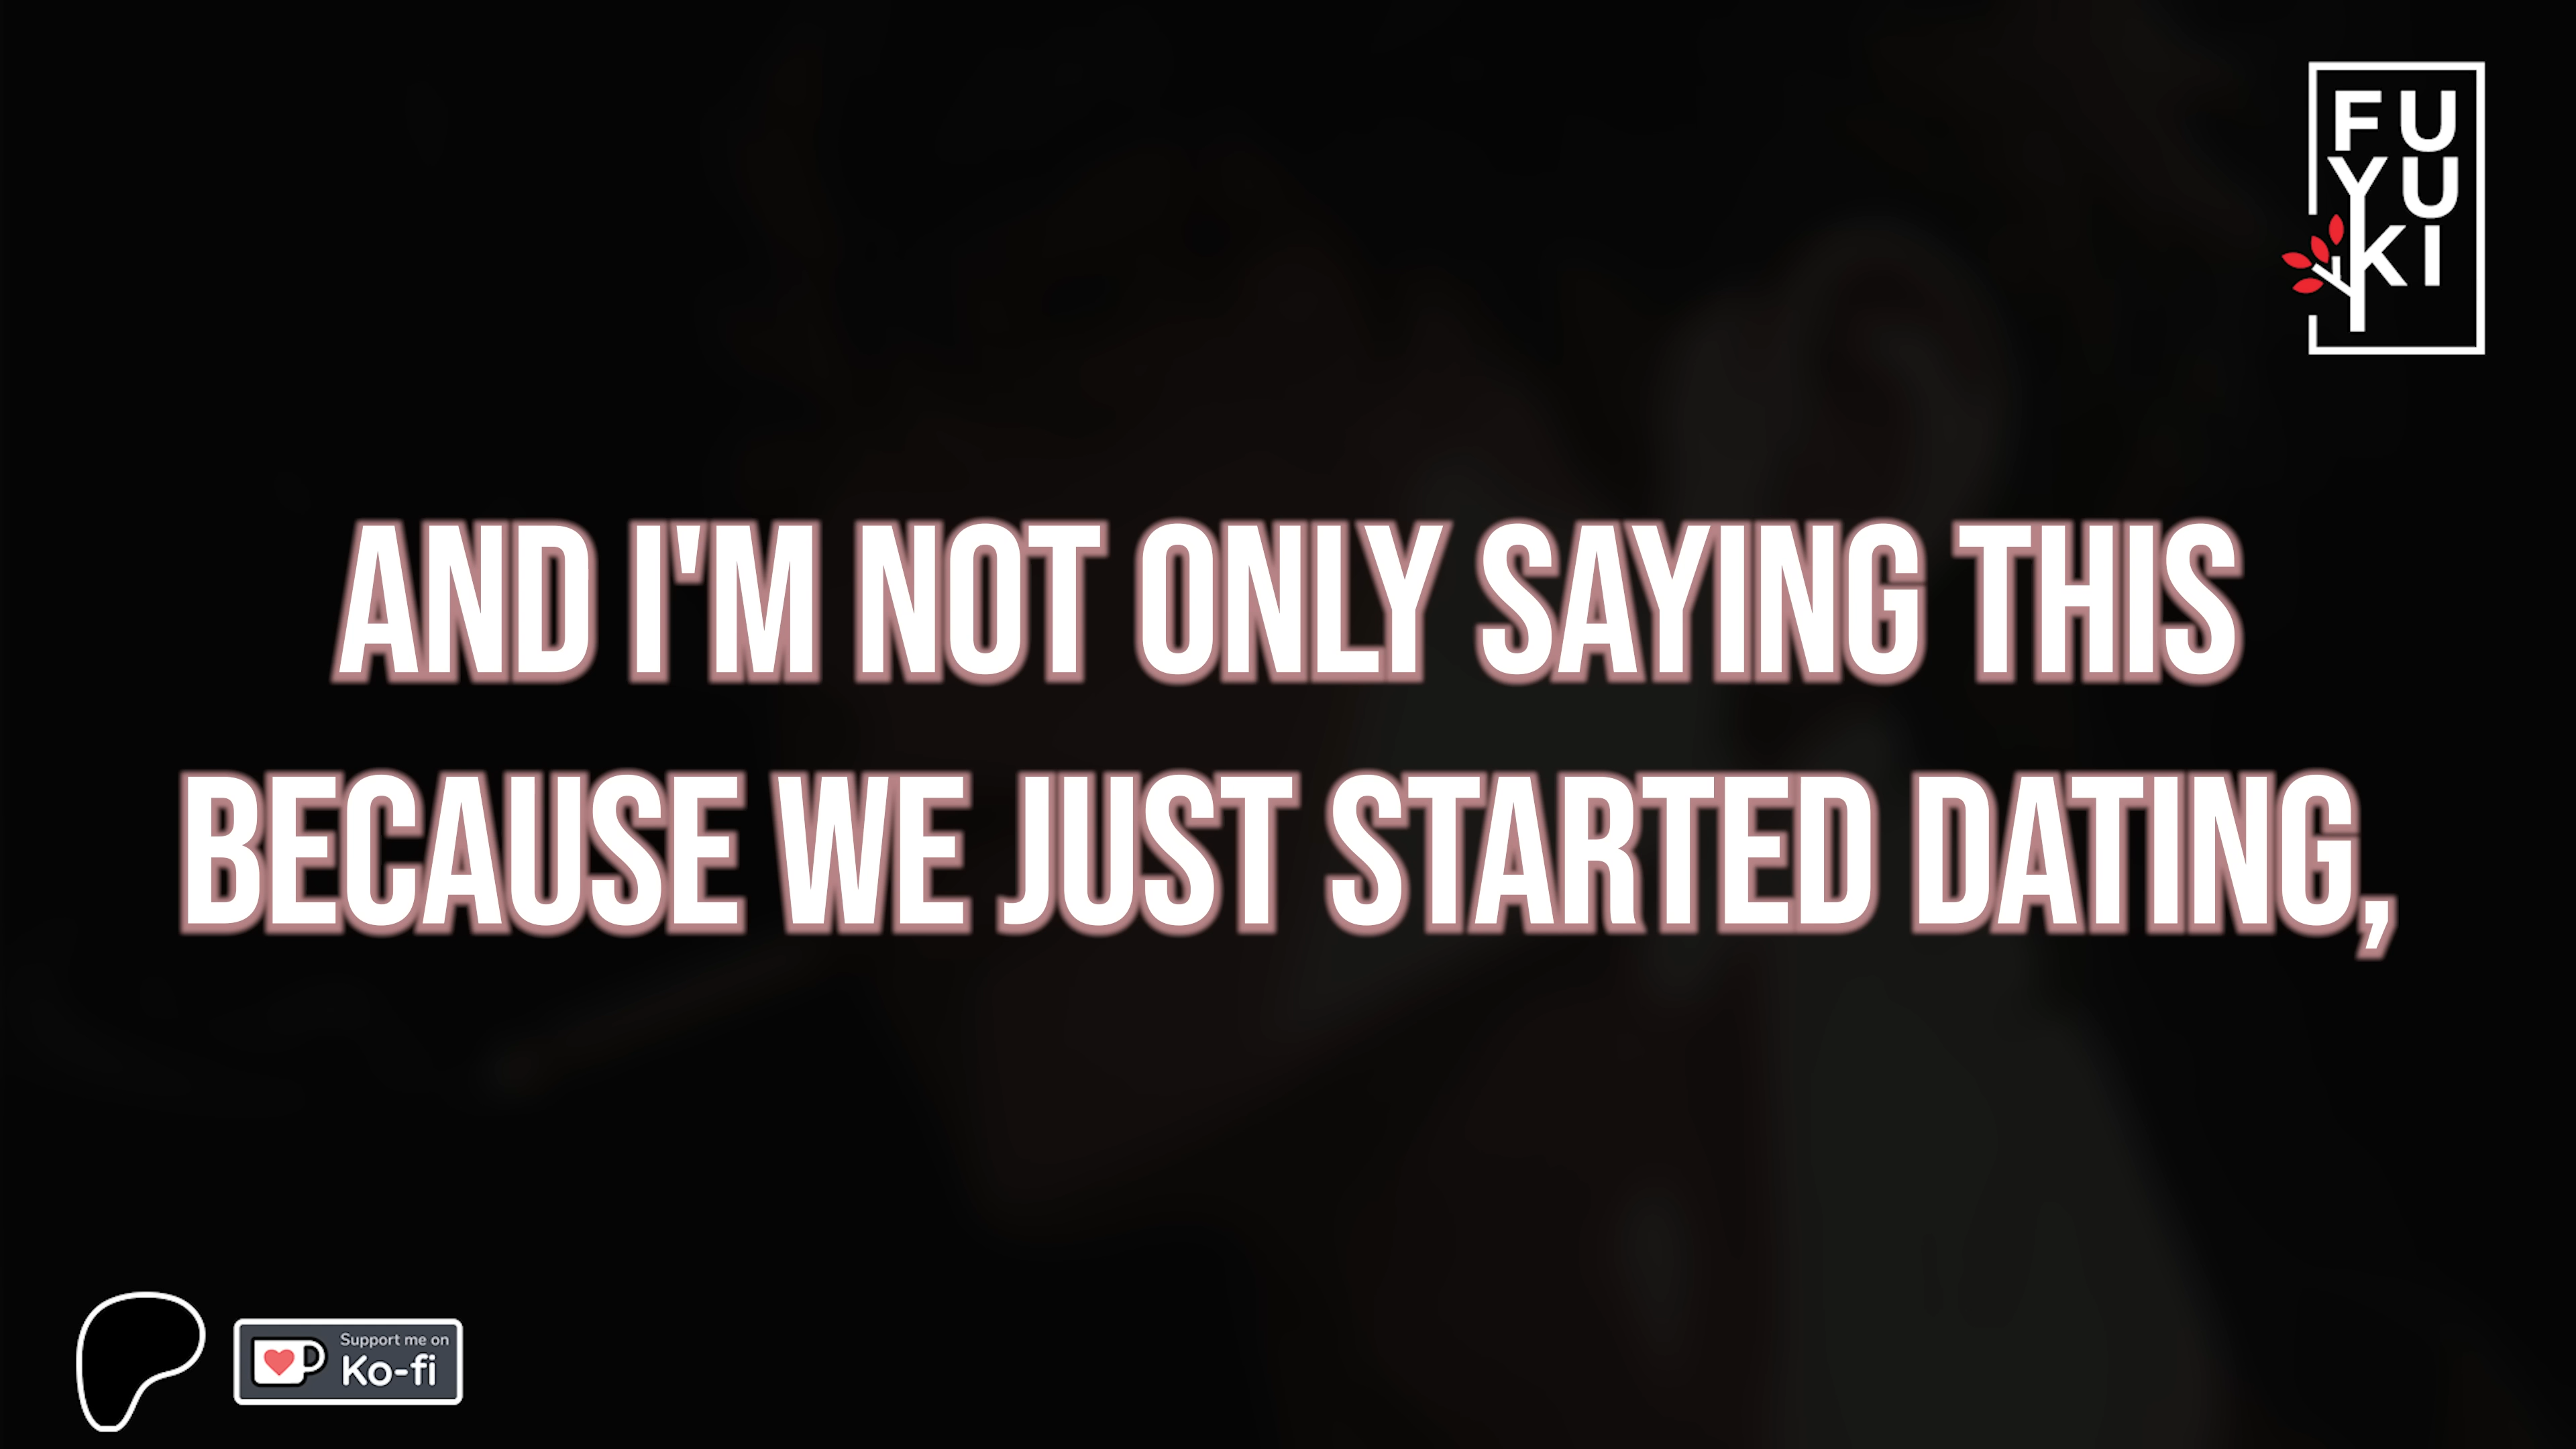 FU
YU
KI
AND I'M NOT ONLY SAYING THIS
BECAUSE WE JUST STARTED DATING,
Support me on
Ko-fi